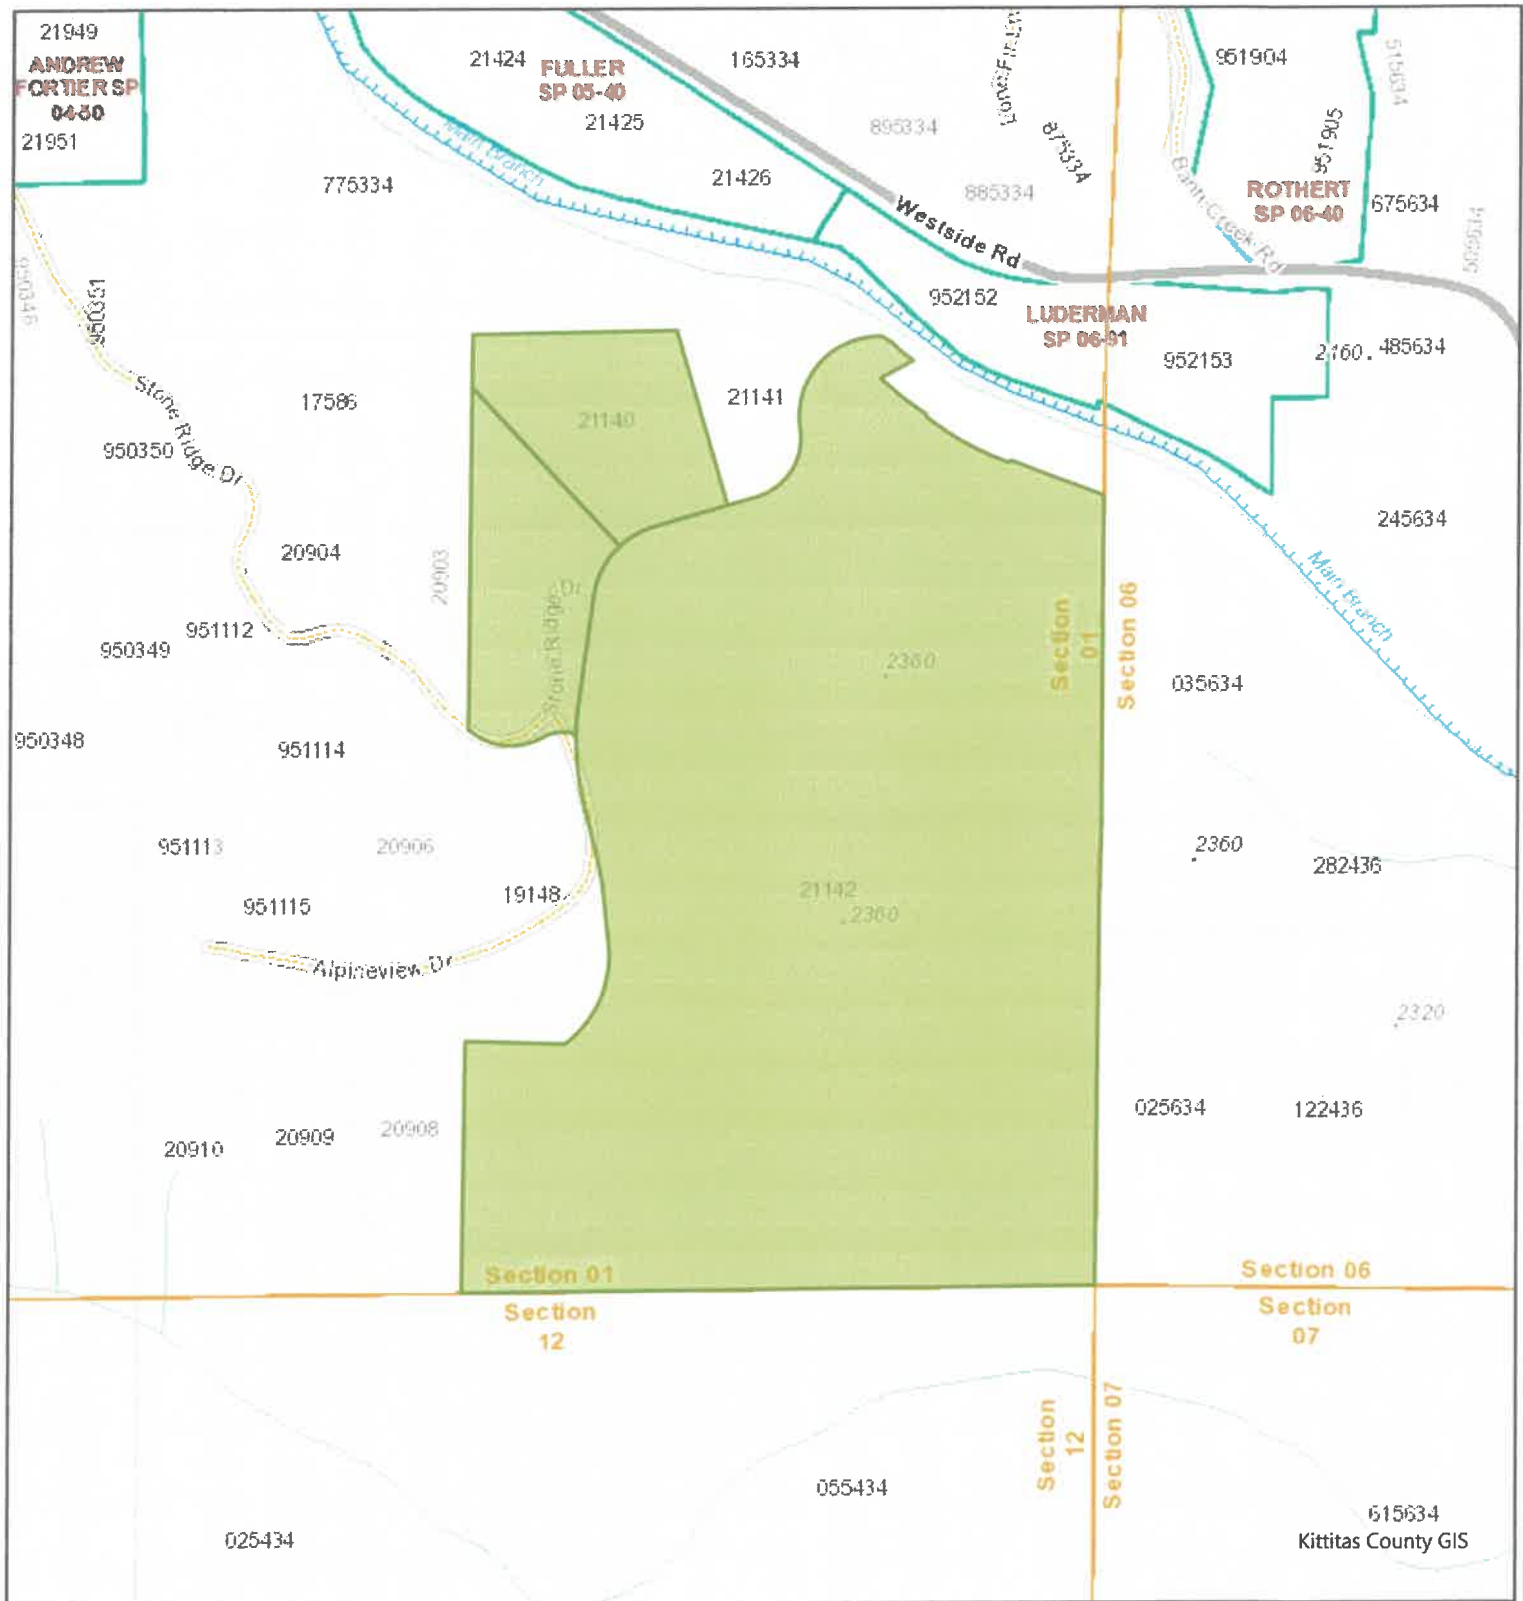 21949
ANDREW
FORTIER SP
04-50
21951
21424
FULLER
SP 05-40
21425
21426
165334
895334
885334
875334
951904
951905
515634
ROTHERT
SP 06-40
675634
505634
775334
Main Branch
Westside Rd
952152
LUDERMAN
SP 06-91
952153
2160
485634
950346
950351
Stone Ridge Dr
17586
950350
21140
21141
245634
20904
20903
Stone Ridge Dr
Section
01
Section 06
Main Branch
951112
950349
2360
035634
950348
951114
951113
20906
2360
282436
951115
19148
21142
2360
Alpineview Dr
2320
025634
122436
20910
20909
20908
Section 01
Section
12
Section 06
Section
07
Section
12
Section 07
055434
025434
615634
Kittitas County GIS